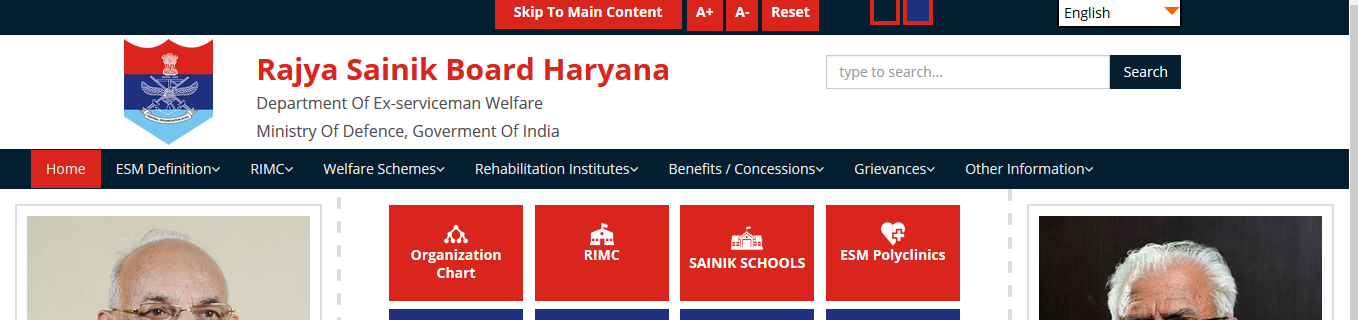 Skip To Main Content A+ A- Reset English
Rajya Sainik Board Haryana
Department Of Ex-serviceman Welfare
Ministry Of Defence, Goverment Of India
type to search... Search
Home ESM Definition RIMC Welfare Schemes Rehabilitation Institutes Benefits / Concessions Grievances Other Information
Organization
Chart
RIMC
SAINIK SCHOOLS
ESM Polyclinics